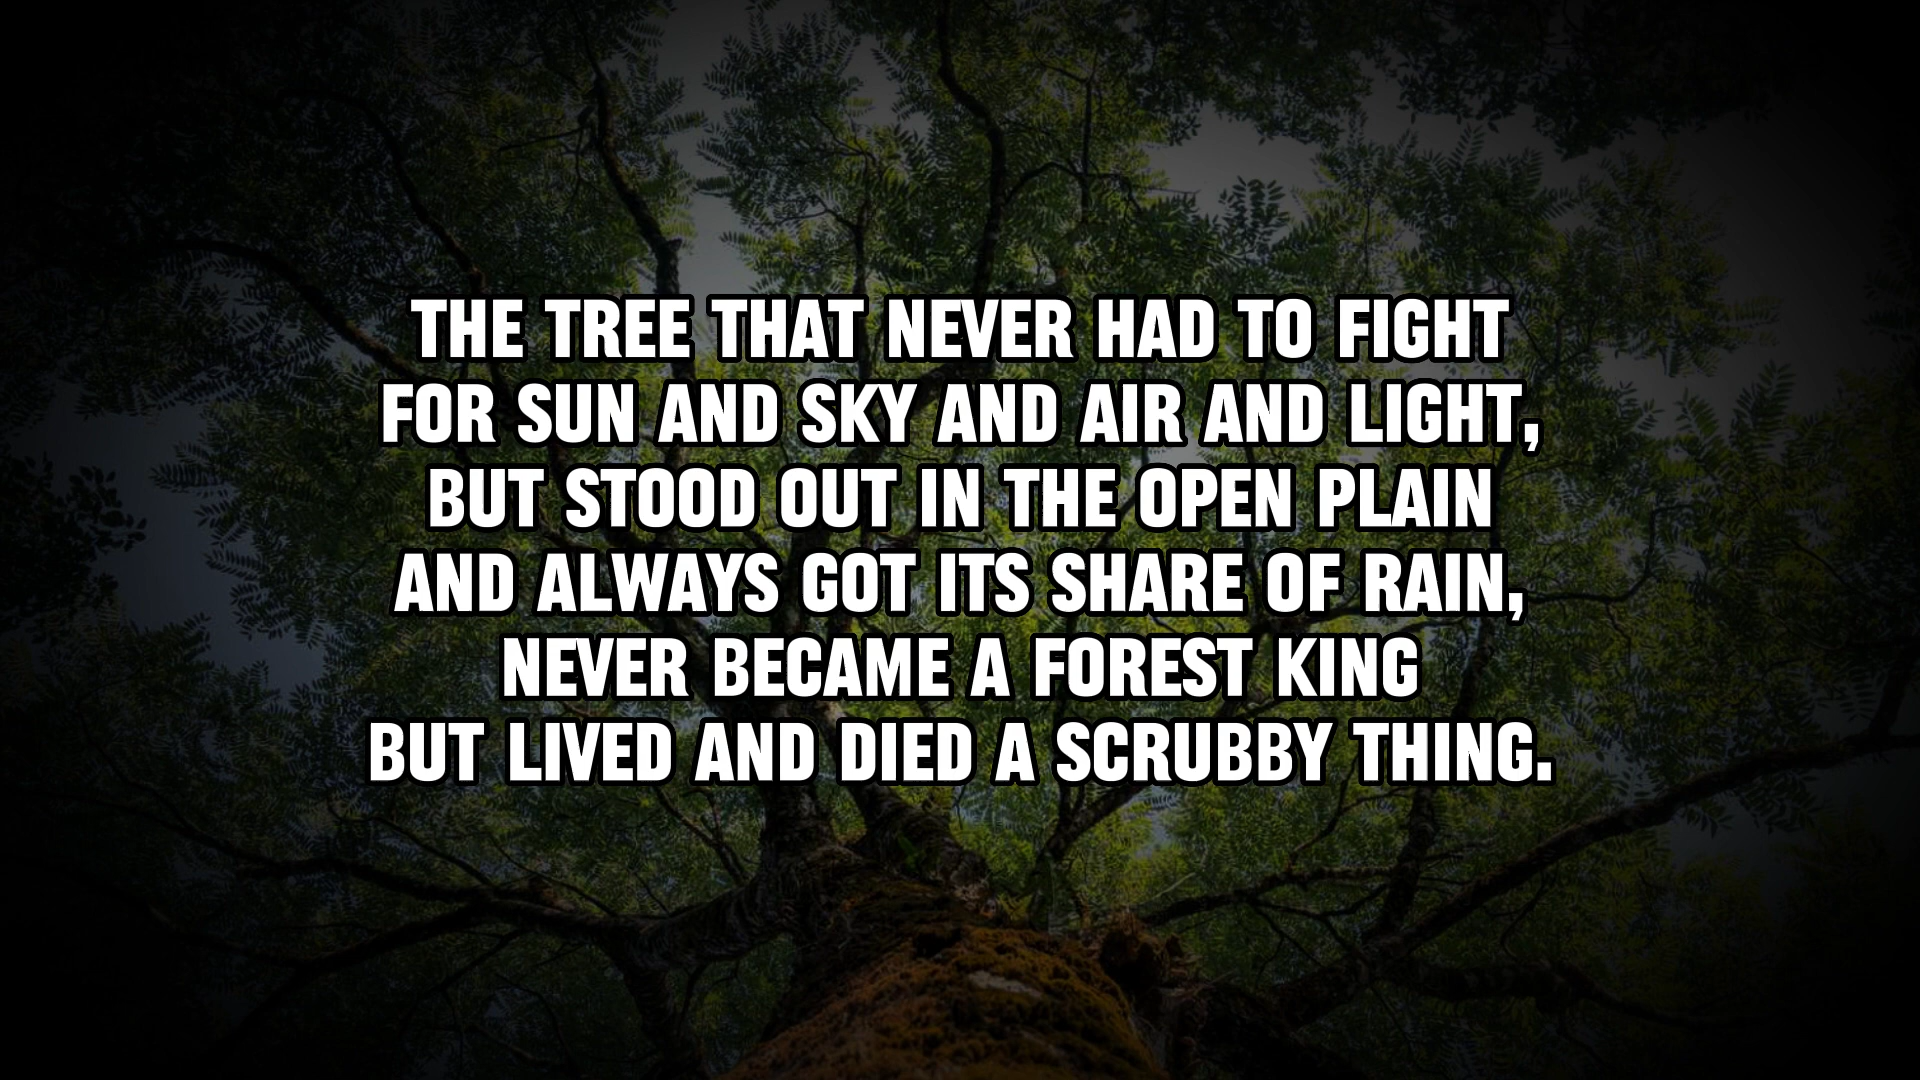 THE TREE THAT NEVER HAD TO FIGHT
FOR SUN AND SKY AND AIR AND LIGHT,
BUT STOOD OUT IN THE OPEN PLAIN
AND ALWAYS GOT ITS SHARE OF RAIN,
NEVER BECAME A FOREST KING
BUT LIVED AND DIED A SCRUBBY THING.